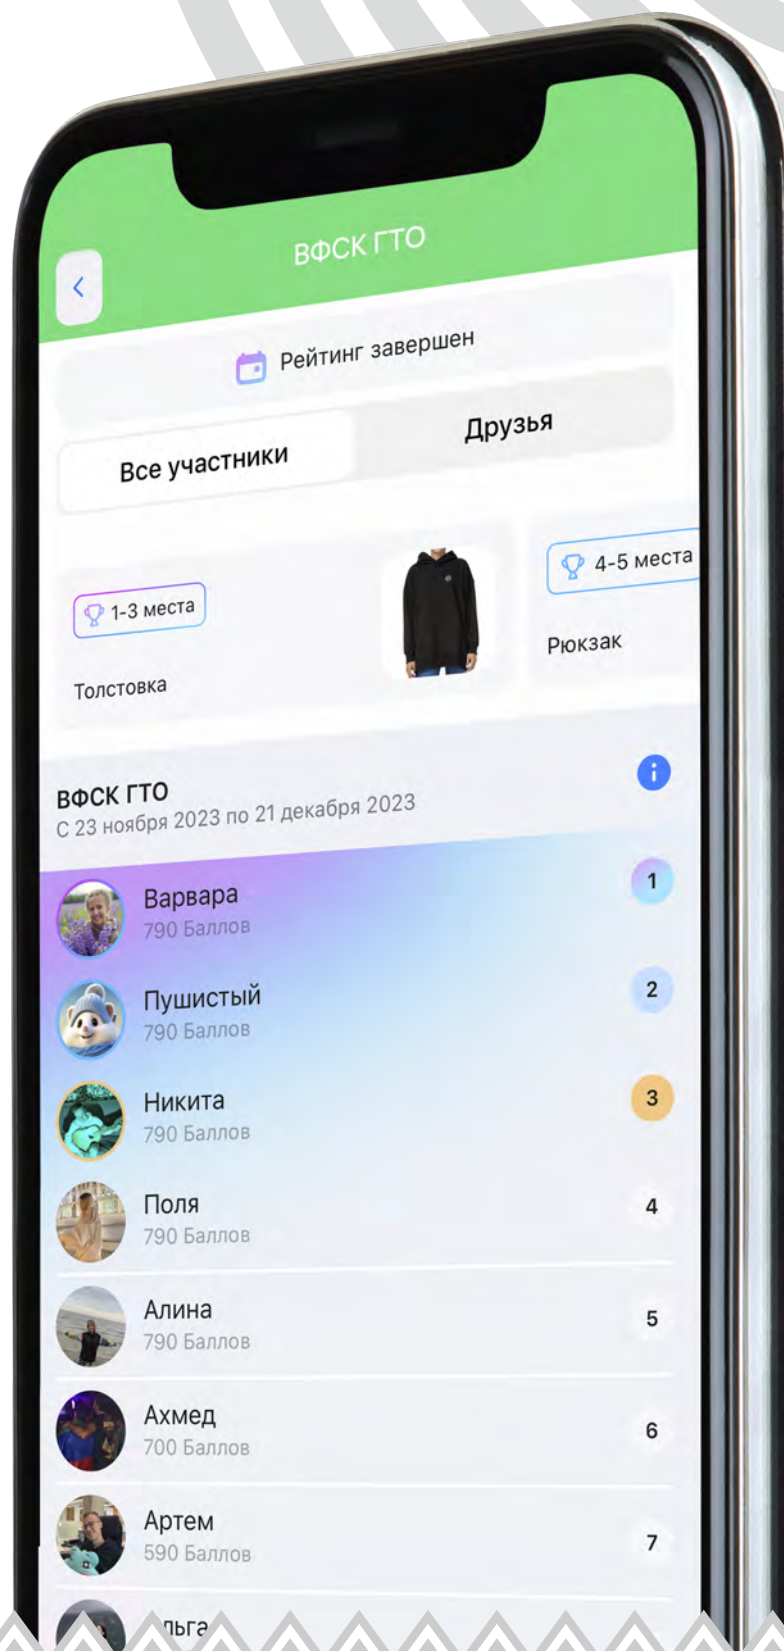 ВФСК ГТО
Рейтинг завершен
Все участники
Друзья
1-3 места
Толстовка
4-5 места
Рюкзак
ВФСК ГТО
С 23 ноября 2023 по 21 декабря 2023
Варвара
790 Баллов
1
Пушистый
790 Баллов
2
Никита
790 Баллов
3
Поля
790 Баллов
4
Алина
790 Баллов
5
Ахмед
700 Баллов
6
Артем
590 Баллов
7